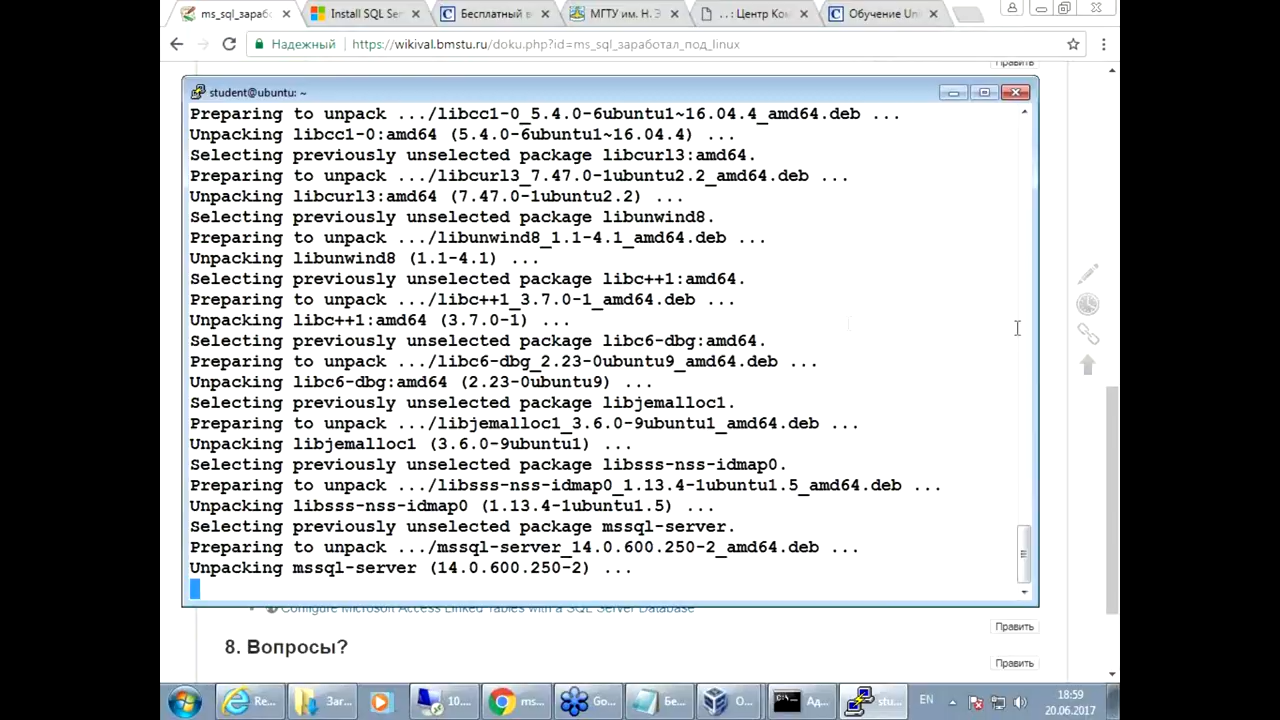 ms_sql_зарабо
Install SQL Ser
Бесплатный в
МГТУ им. Н. Э
. . : Центр Ком
Обучение Uni
Надежный
https://wikival.bmstu.ru/doku.php?id=ms_sql_заработал_под_linux
Править
student@ubuntu: ~
Preparing to unpack .../libcc1-0_5.4.0-6ubuntu1~16.04.4_amd64.deb ...
Unpacking libcc1-0:amd64 (5.4.0-6ubuntu1~16.04.4) ...
Selecting previously unselected package libcurl3:amd64.
Preparing to unpack .../libcurl3_7.47.0-1ubuntu2.2_amd64.deb ...
Unpacking libcurl3:amd64 (7.47.0-1ubuntu2.2) ...
Selecting previously unselected package libunwind8.
Preparing to unpack .../libunwind8_1.1-4.1_amd64.deb ...
Unpacking libunwind8 (1.1-4.1) ...
Selecting previously unselected package libc++1:amd64.
Preparing to unpack .../libc++1_3.7.0-1_amd64.deb ...
Unpacking libc++1:amd64 (3.7.0-1) ...
Selecting previously unselected package libc6-dbg:amd64.
Preparing to unpack .../libc6-dbg_2.23-0ubuntu9_amd64.deb ...
Unpacking libc6-dbg:amd64 (2.23-0ubuntu9) ...
Selecting previously unselected package libjemalloc1.
Preparing to unpack .../libjemalloc1_3.6.0-9ubuntu1_amd64.deb ...
Unpacking libjemalloc1 (3.6.0-9ubuntu1) ...
Selecting previously unselected package libsss-nss-idmap0.
Preparing to unpack .../libsss-nss-idmap0_1.13.4-1ubuntu1.5_amd64.deb ...
Unpacking libsss-nss-idmap0 (1.13.4-1ubuntu1.5) ...
Selecting previously unselected package mssql-server.
Preparing to unpack .../mssql-server_14.0.600.250-2_amd64.deb ...
Unpacking mssql-server (14.0.600.250-2) ...
Configure Microsoft Access Linked Tables with a SQL Server Database
Править
8. Вопросы?
Править
Re...
Заг...
10....
ms...
Go...
Бе...
O...
Ад...
stu...
EN
18:59
20.06.2017